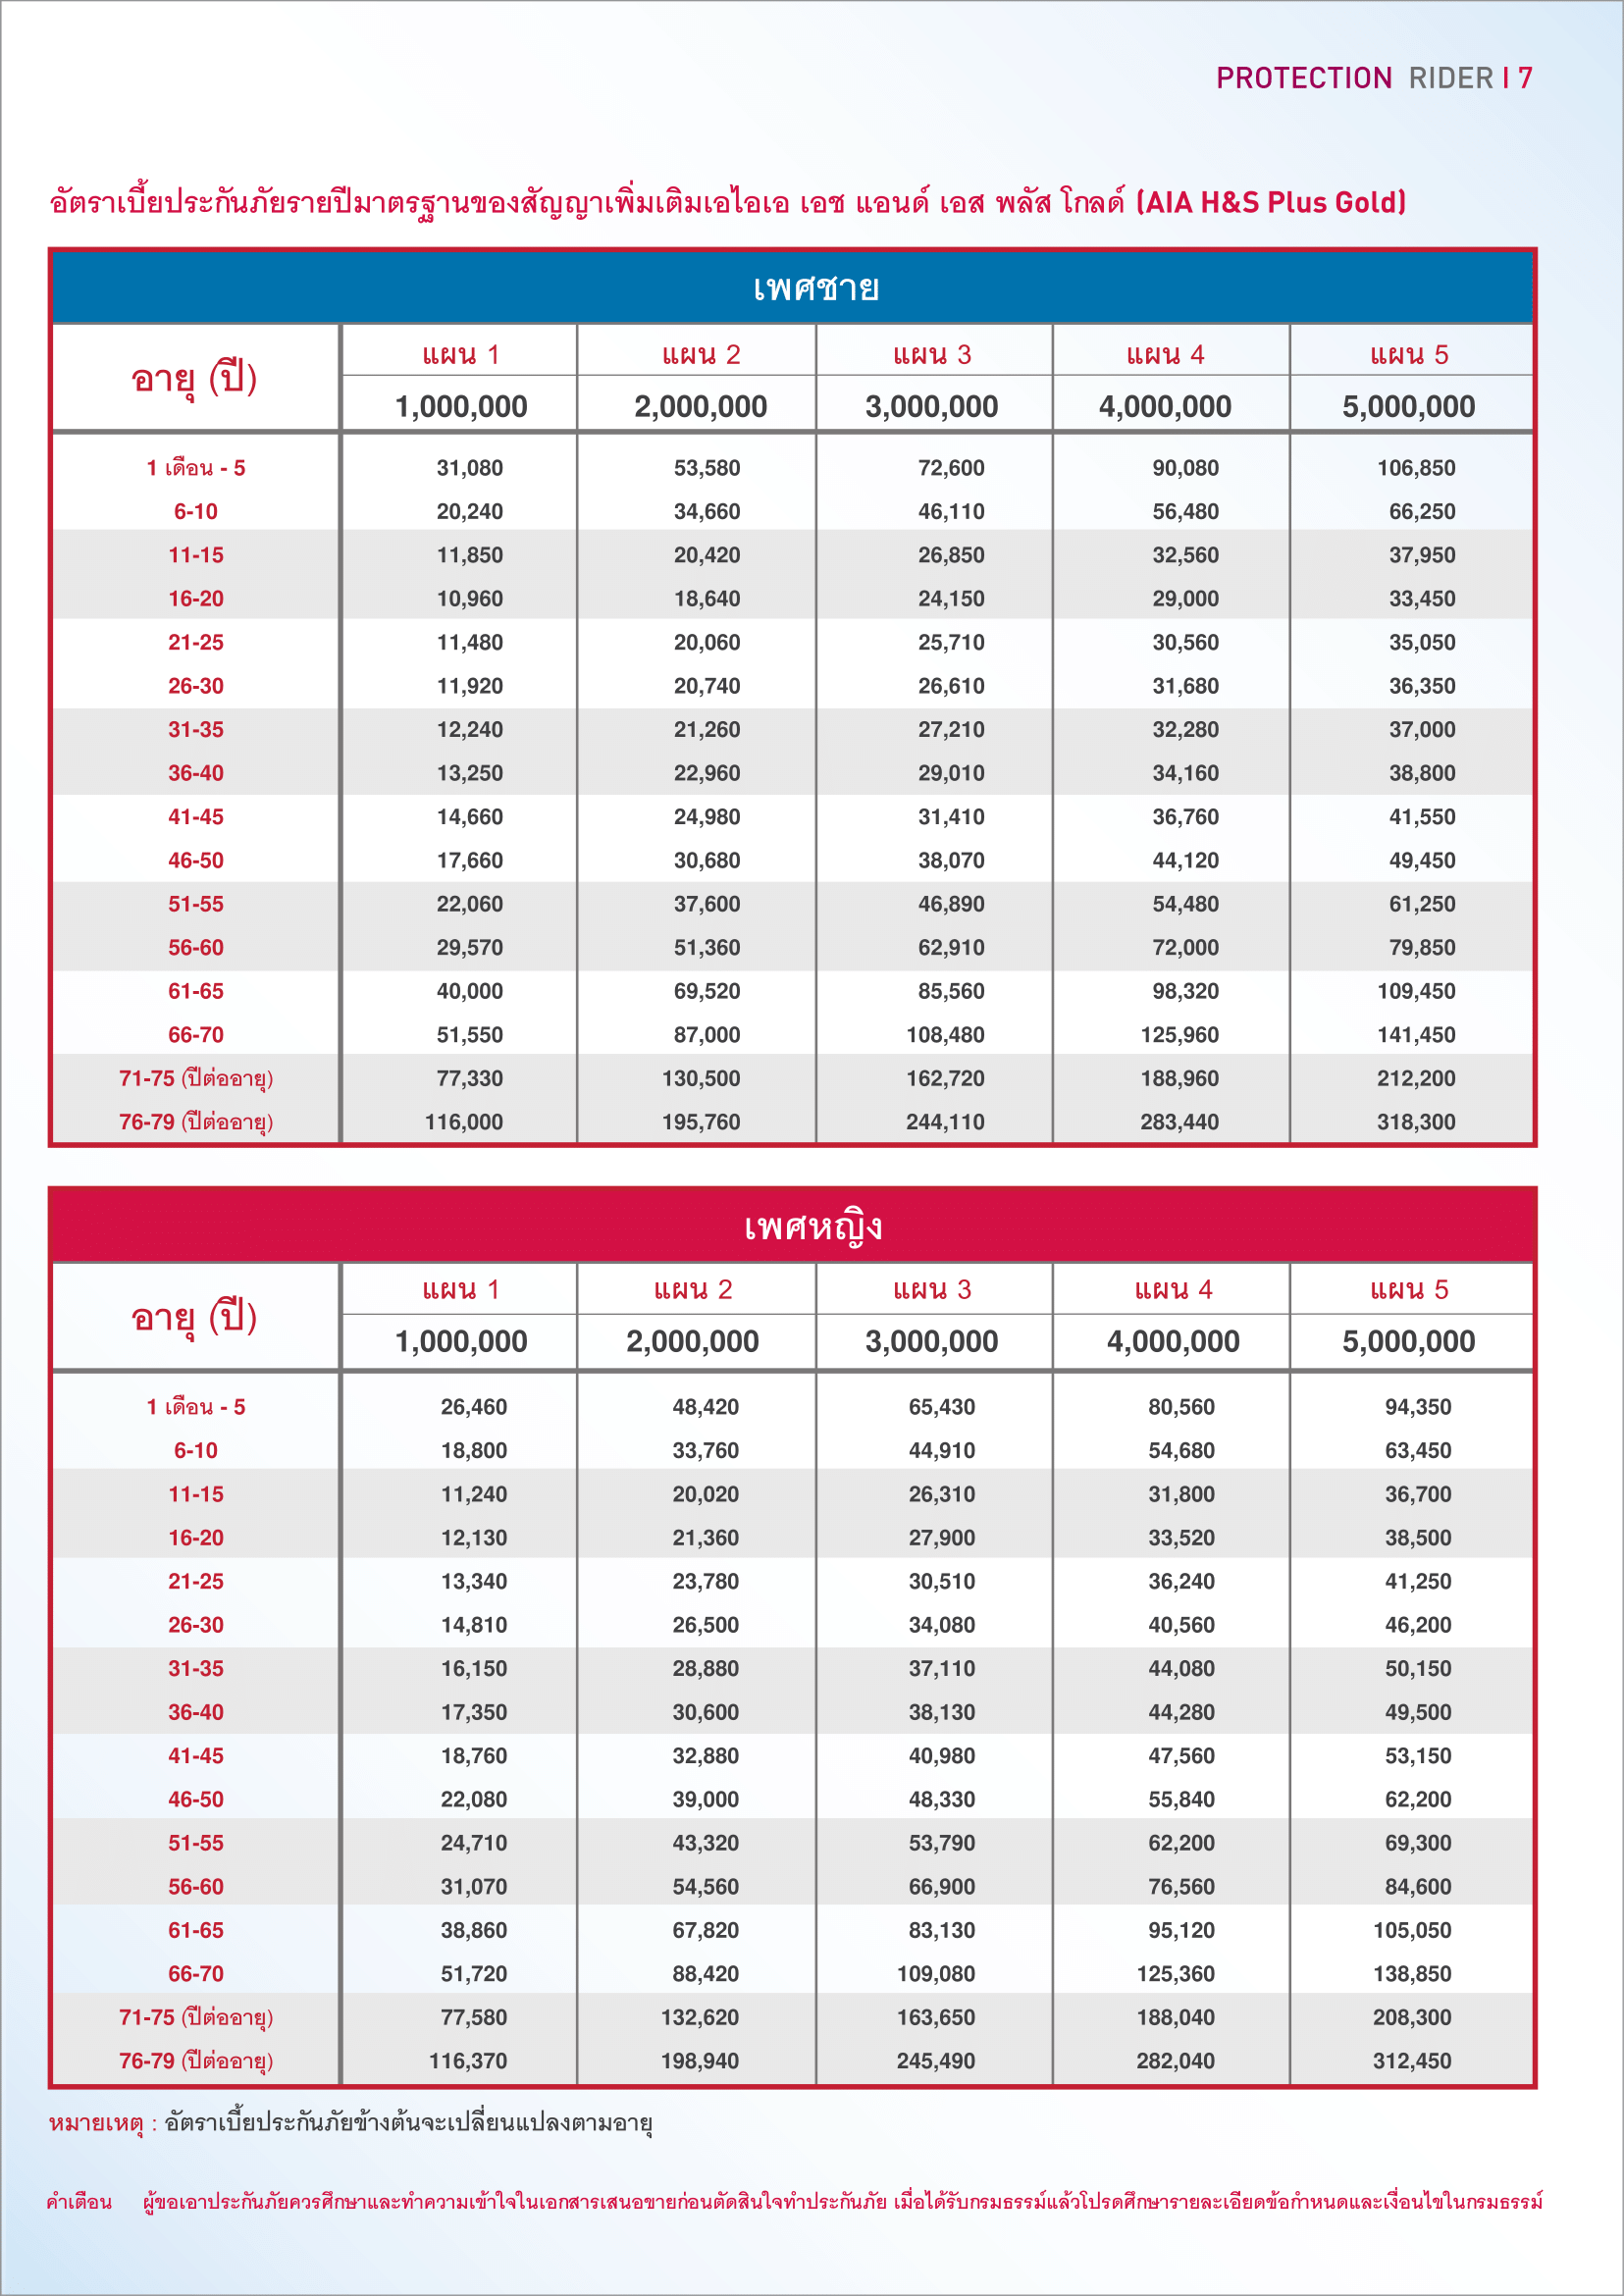 PROTECTION RIDER | 7
อัตราเบี้ยประกันภัยรายปีมาตรฐานของสัญญาเพิ่มเติมเอไอเอ เอช แอนด์ เอส พลัส โกลด์ (AIA H&S Plus Gold)
เพศชาย
อายุ (ปี) แผน 1 แผน 2 แผน 3 แผน 4 แผน 5
1,000,000 2,000,000 3,000,000 4,000,000 5,000,000
1 เดือน - 5 31,080 53,580 72,600 90,080 106,850
6-10 20,240 34,660 46,110 56,480 66,250
11-15 11,850 20,420 26,850 32,560 37,950
16-20 10,960 18,640 24,150 29,000 33,450
21-25 11,480 20,060 25,710 30,560 35,050
26-30 11,920 20,740 26,610 31,680 36,350
31-35 12,240 21,260 27,210 32,280 37,000
36-40 13,250 22,960 29,010 34,160 38,800
41-45 14,660 24,980 31,410 36,760 41,550
46-50 17,660 30,680 38,070 44,120 49,450
51-55 22,060 37,600 46,890 54,480 61,250
56-60 29,570 51,360 62,910 72,000 79,850
61-65 40,000 69,520 85,560 98,320 109,450
66-70 51,550 87,000 108,480 125,960 141,450
71-75 (ปีต่ออายุ) 77,330 130,500 162,720 188,960 212,200
76-79 (ปีต่ออายุ) 116,000 195,760 244,110 283,440 318,300
เพศหญิง
อายุ (ปี) แผน 1 แผน 2 แผน 3 แผน 4 แผน 5
1,000,000 2,000,000 3,000,000 4,000,000 5,000,000
1 เดือน - 5 26,460 48,420 65,430 80,560 94,350
6-10 18,800 33,760 44,910 54,680 63,450
11-15 11,240 20,020 26,310 31,800 36,700
16-20 12,130 21,360 27,900 33,520 38,500
21-25 13,340 23,780 30,510 36,240 41,250
26-30 14,810 26,500 34,080 40,560 46,200
31-35 16,150 28,880 37,110 44,080 50,150
36-40 17,350 30,600 38,130 44,280 49,500
41-45 18,760 32,880 40,980 47,560 53,150
46-50 22,080 39,000 48,330 55,840 62,200
51-55 24,710 43,320 53,790 62,200 69,300
56-60 31,070 54,560 66,900 76,560 84,600
61-65 38,860 67,820 83,130 95,120 105,050
66-70 51,720 88,420 109,080 125,360 138,850
71-75 (ปีต่ออายุ) 77,580 132,620 163,650 188,040 208,300
76-79 (ปีต่ออายุ) 116,370 198,940 245,490 282,040 312,450
หมายเหตุ : อัตราเบี้ยประกันภัยข้างต้นจะเปลี่ยนแปลงตามอายุ
คำเตือน ผู้ขอเอาประกันภัยควรศึกษาและทำความเข้าใจในเอกสารเสนอขายก่อนตัดสินใจทำประกันภัย เมื่อได้รับกรมธรรม์แล้วโปรดศึกษารายละเอียดข้อกำหนดและเงื่อนไขในกรมธรรม์